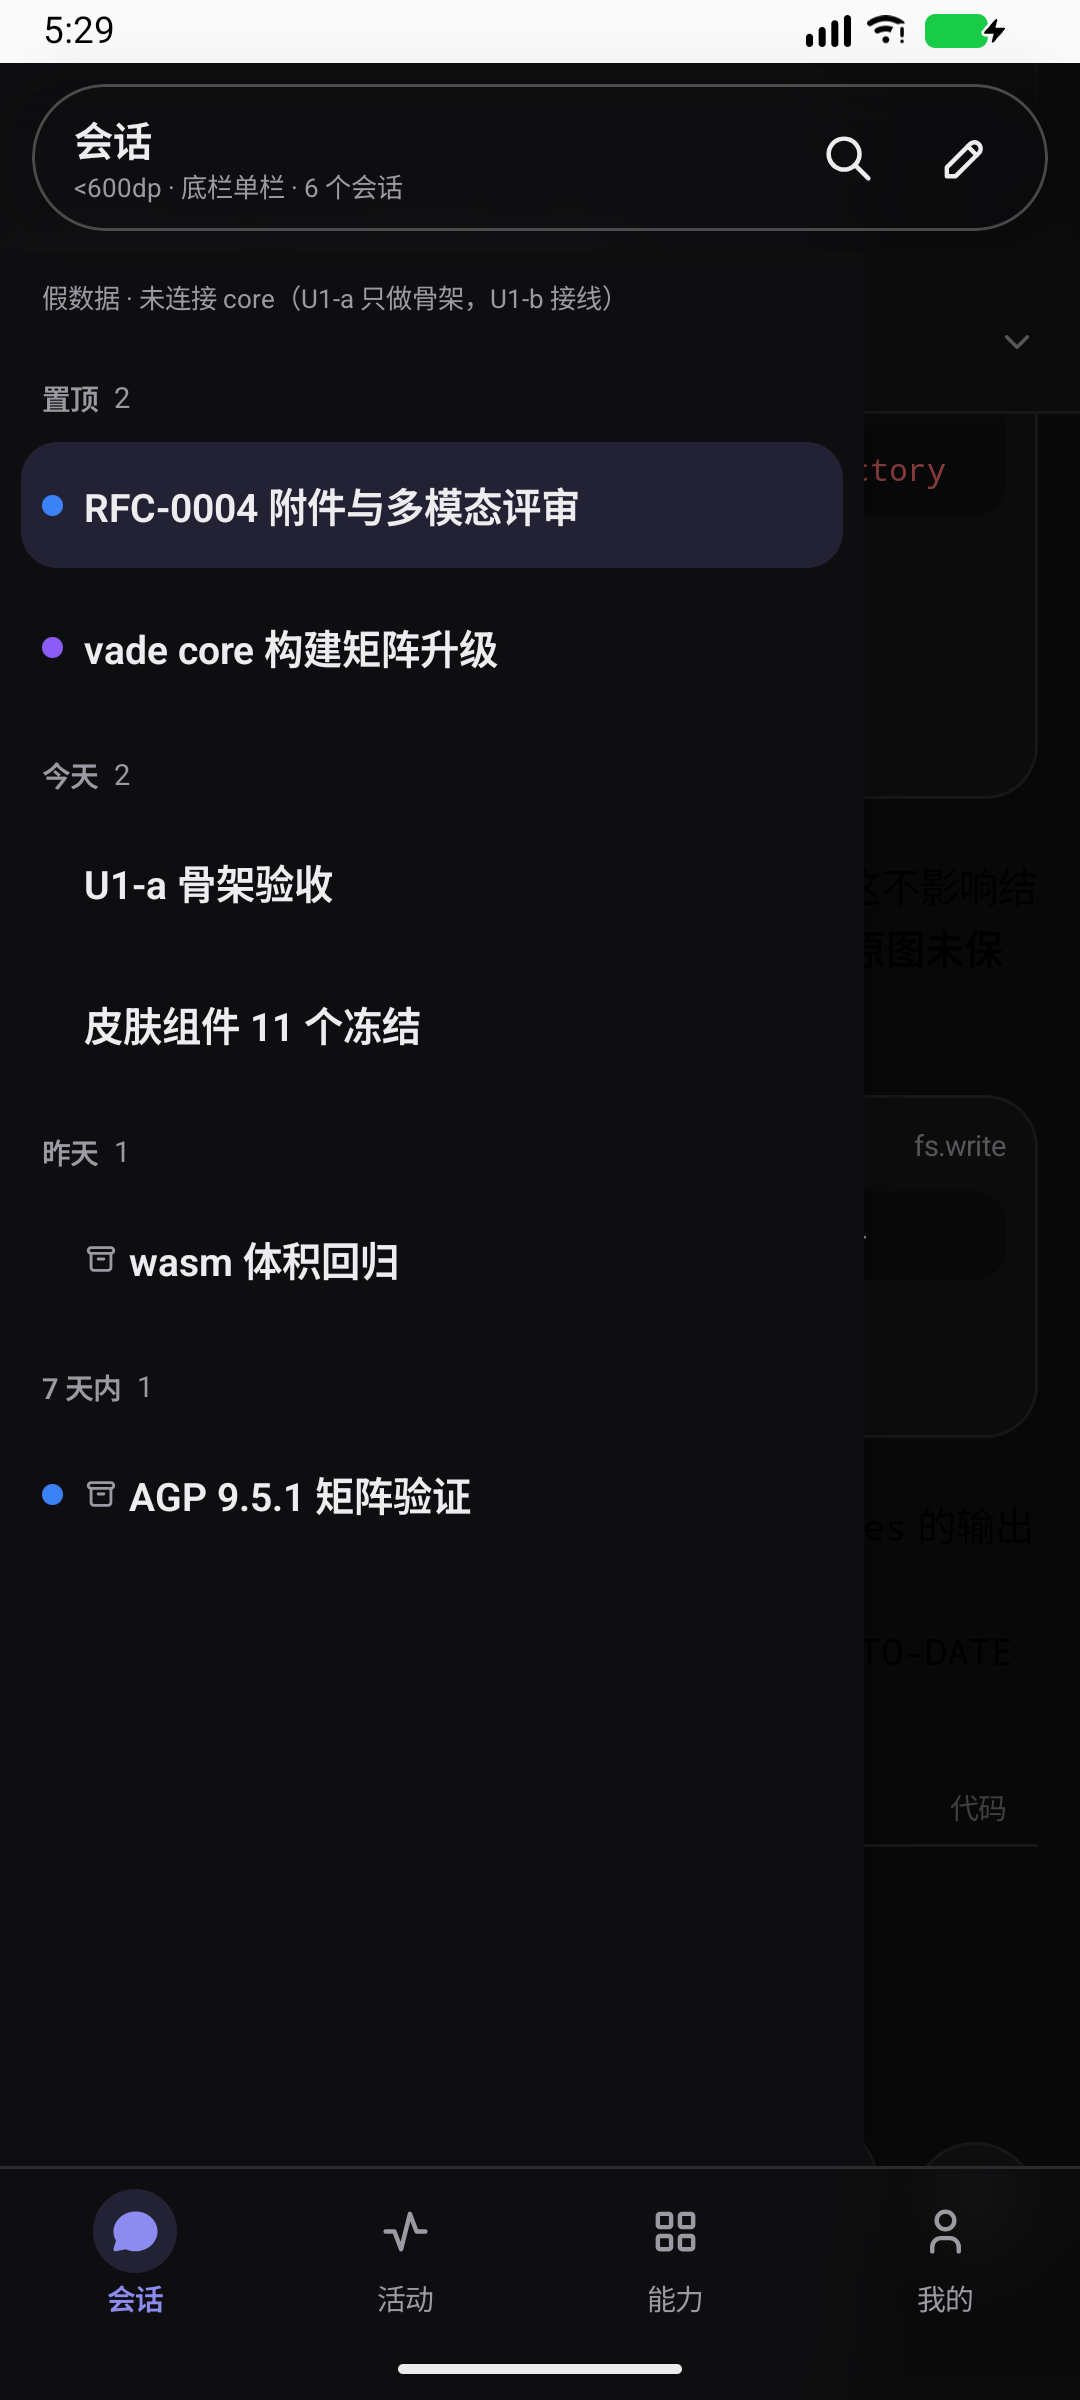 5:29
会话
<600dp · 底栏单栏 · 6 个会话
假数据 · 未连接 core（U1-a 只做骨架，U1-b 接线）
置顶 2
tory
RFC-0004 附件与多模态评审
vade core 构建矩阵升级
今天 2
U1-a 骨架验收
不影响结
原图未保
皮肤组件 11 个冻结
昨天 1
fs.write
wasm 体积回归
7 天内 1
AGP 9.5.1 矩阵验证
es 的输出
TO-DATE
代码
会话
活动
能力
我的